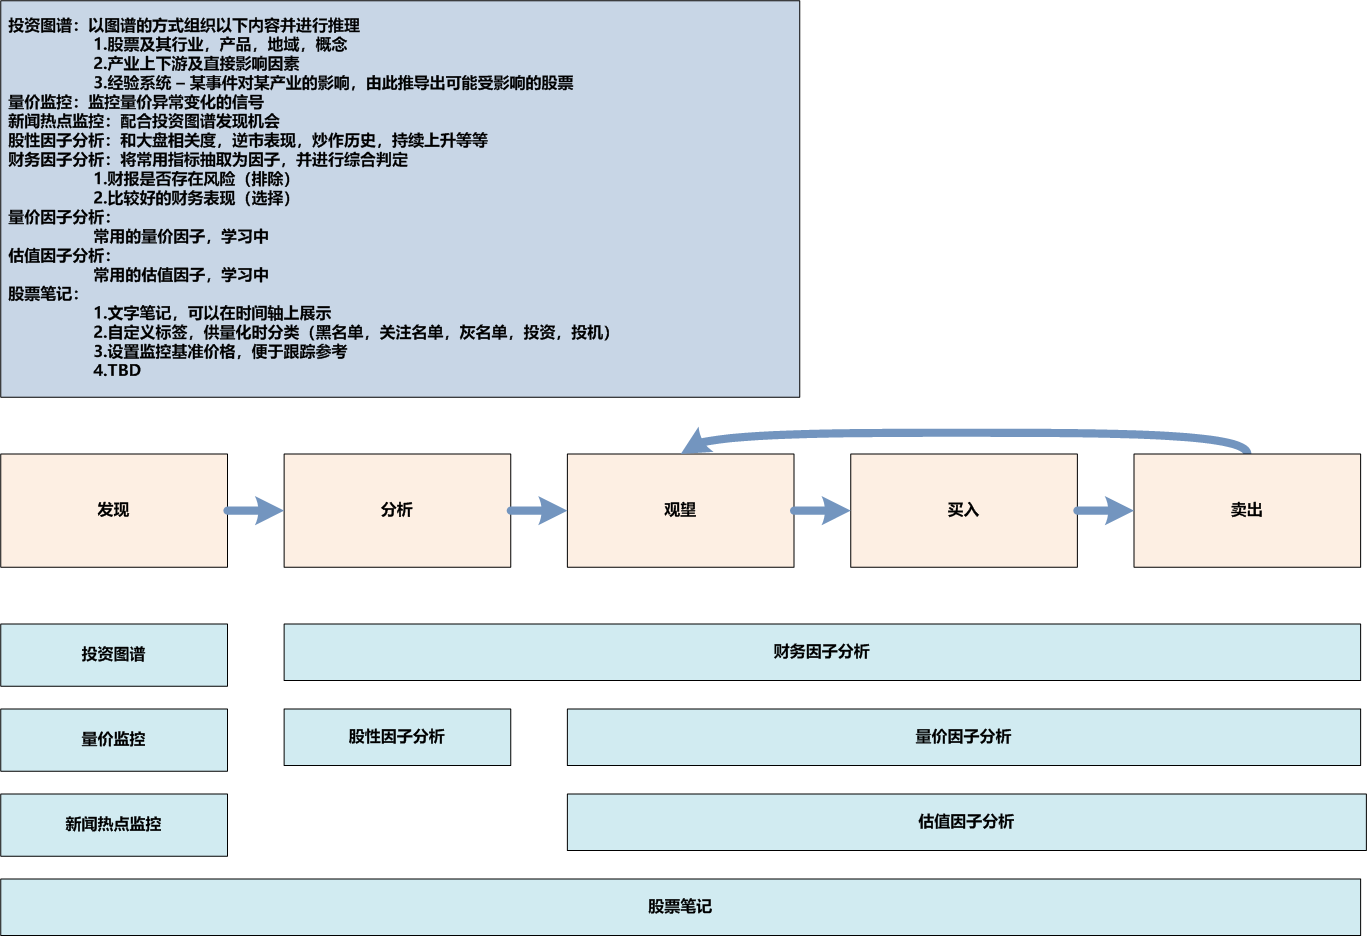 投资图谱：以图谱的方式组织以下内容并进行推理
1.股票及其行业，产品，地域，概念
2.产业上下游及直接影响因素
3.经验系统 – 某事件对某产业的影响，由此推导出可能受影响的股票
量价监控：监控量价异常变化的信号
新闻热点监控：配合投资图谱发现机会
股性因子分析：和大盘相关度，逆市表现，炒作历史，持续上升等等
财务因子分析：将常用指标抽取为因子，并进行综合判定
1.财报是否存在风险（排除）
2.比较好的财务表现（选择）
量价因子分析：
常用的量价因子，学习中
估值因子分析：
常用的估值因子，学习中
股票笔记：
1.文字笔记，可以在时间轴上展示
2.自定义标签，供量化时分类（黑名单，关注名单，灰名单，投资，投机）
3.设置监控基准价格，便于跟踪参考
4.TBD
发现
分析
观望
买入
卖出
投资图谱
财务因子分析
量价监控
股性因子分析
量价因子分析
新闻热点监控
估值因子分析
股票笔记